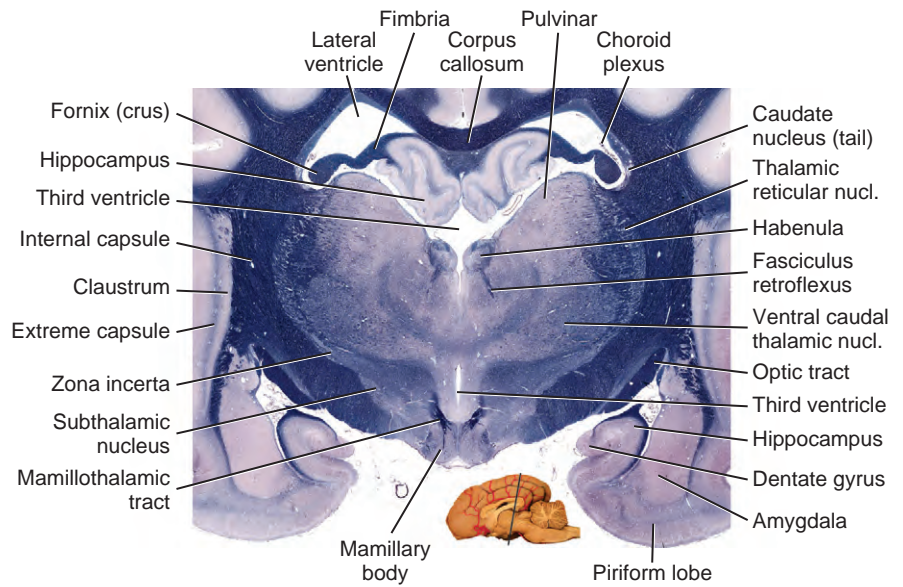 Fimbria
Pulvinar
Lateral
ventricle
Corpus
callosum
Choroid
plexus
Fornix (crus)
Hippocampus
Third ventricle
Internal capsule
Claustrum
Extreme capsule
Zona incerta
Subthalamic
nucleus
Mamillothalamic
tract
Caudate
nucleus (tail)
Thalamic
reticular nucl.
Habenula
Fasciculus
retroflexus
Ventral caudal
thalamic nucl.
Optic tract
Third ventricle
Hippocampus
Dentate gyrus
Amygdala
Mamillary
body
Piriform lobe